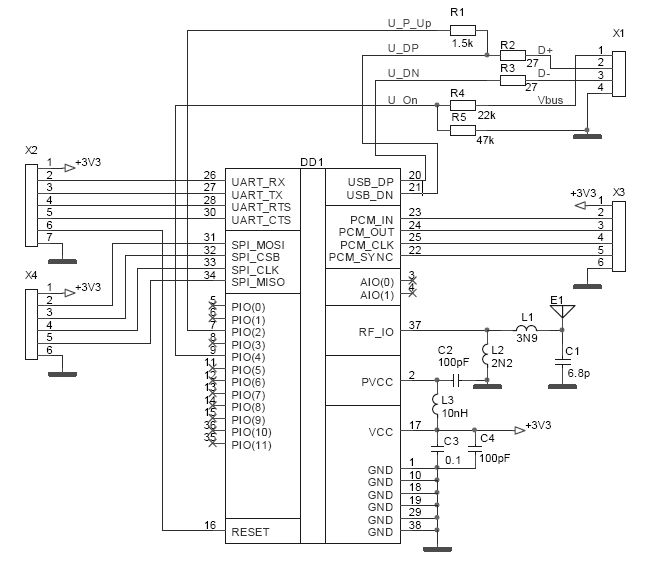 R1
U_P_Up
1.5k
X1
U_DP
R2
D+
1
27
2
U_DN
R3
D-
3
27
4
U_On
R4
Vbus
22k
R5
47k
X2
DD1
1 +3V3
2 26 UART_RX USB_DP 20
3 27 UART_TX USB_DN 21
4 28 UART_RTS
5 30 UART_CTS
6
7
+3V3 X3
1
PCM_IN 23 2
PCM_OUT 24 3
PCM_CLK 25 4
PCM_SYNC 22 5
6
31 SPI_MOSI
32 SPI_CSB
33 SPI_CLK
34 SPI_MISO
X4
1 +3V3
2
3
4
5
6
AIO(0) 3
AIO(1) 4
5 PIO(0)
6 PIO(1)
7 PIO(2)
8 PIO(3)
9 PIO(4)
11 PIO(5)
12 PIO(6)
13 PIO(7)
14 PIO(8)
15 PIO(9)
36 PIO(10)
35 PIO(11)
E1
RF_IO 37
L1
3N9
L2
2N2
C1
6.8p
C2
100pF
PVCC 2
L3
10nH
VCC 17
+3V3
C3
0.1
C4
100pF
GND 1
GND 10
GND 18
GND 19
GND 29
GND 38
16 RESET